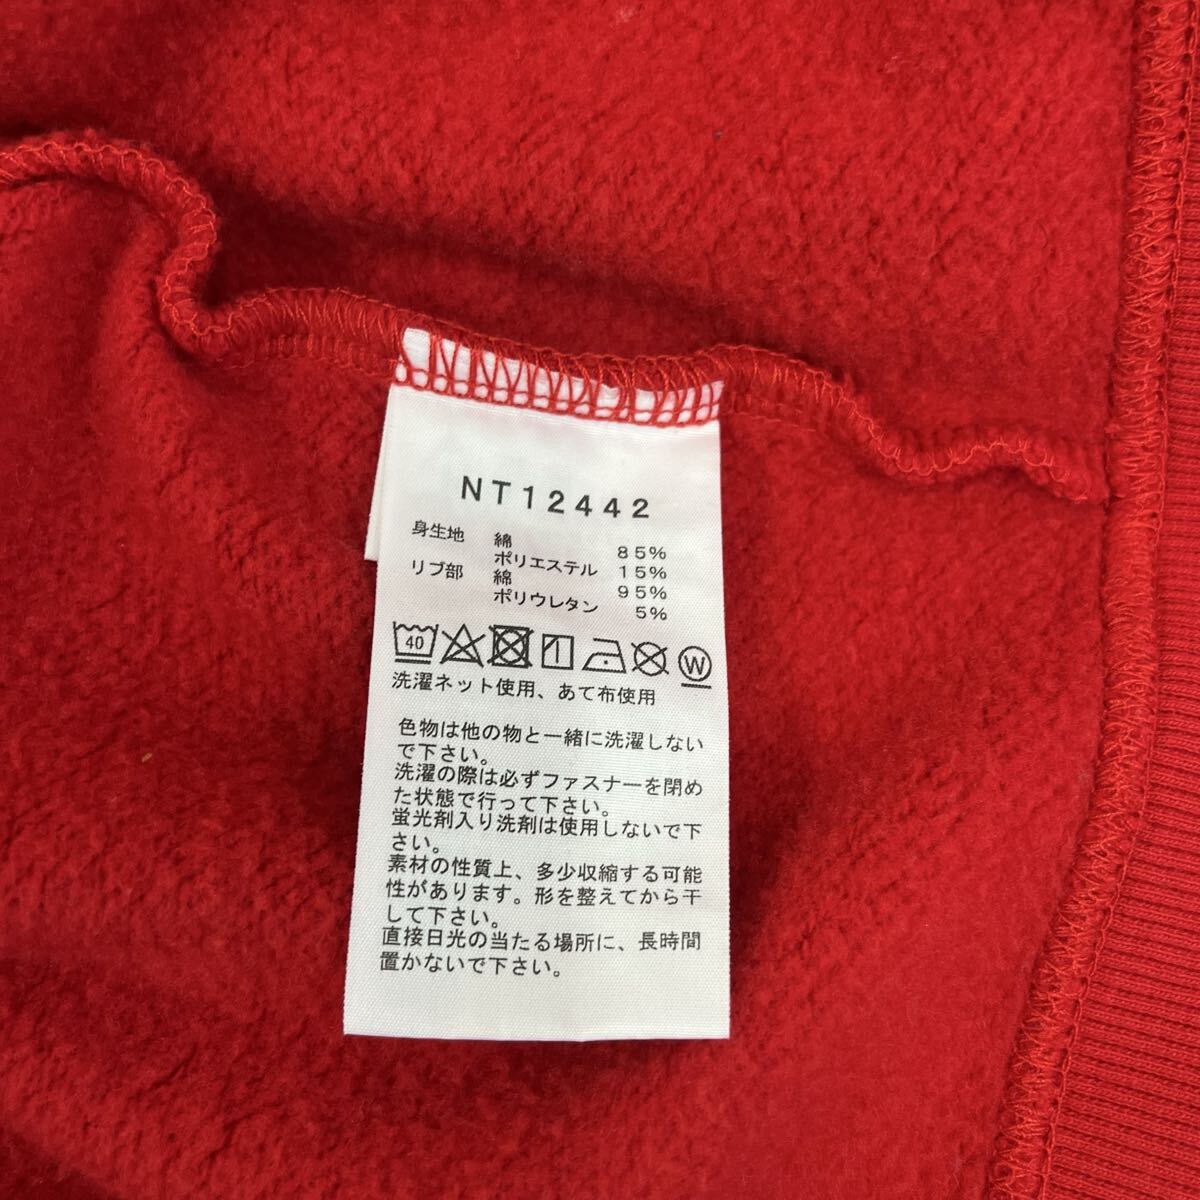 NT12442
身生地 綿 85%
ポリエステル 15%
リブ部 綿 95%
ポリウレタン 5%
40 W
洗濯ネット使用、あて布使用
色物は他の物と一緒に洗濯しない
で下さい。
洗濯の際は必ずファスナーを閉め
た状態で行って下さい。
蛍光剤入り洗剤は使用しないで下
さい。
素材の性質上、多少収縮する可能
性があります。形を整えてから干
して下さい。
直接日光の当たる場所に、長時間
置かないで下さい。